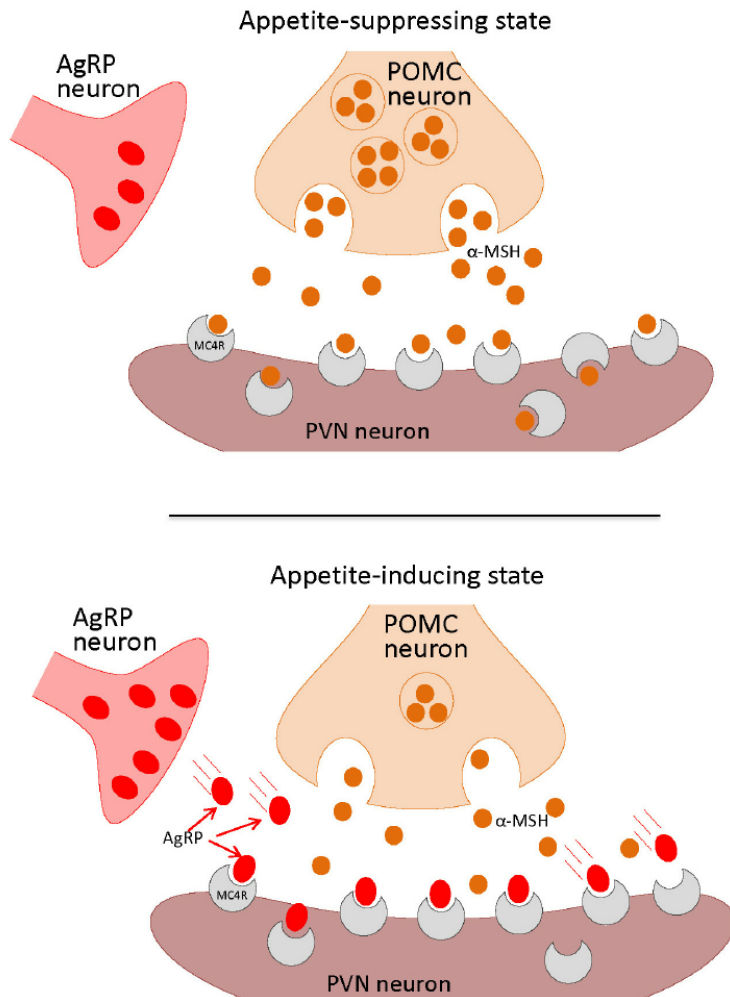 Appetite-suppressing state
AgRP
neuron
POMC
neuron
α-MSH
MC4R
PVN neuron
Appetite-inducing state
AgRP
neuron
POMC
neuron
α-MSH
AgRP
MC4R
PVN neuron